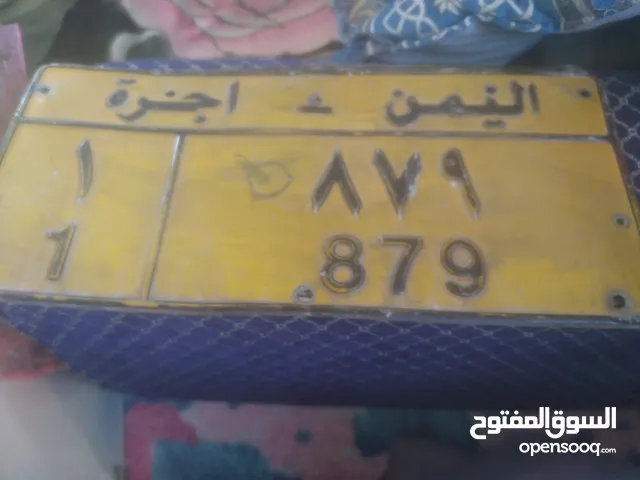 اليمن - اجرة
١ ٨٧٩
1 879
السوق المفتوح
opensooq.com